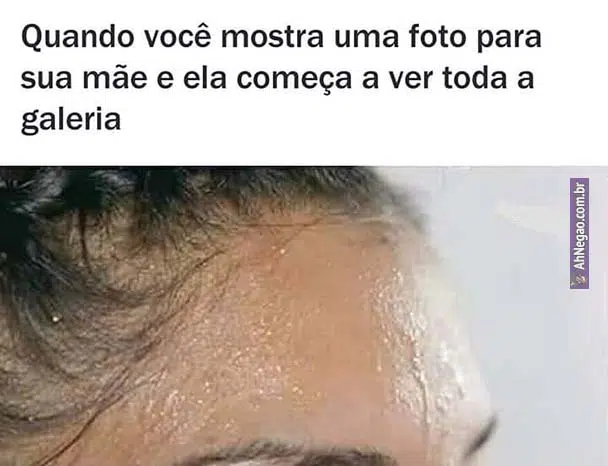 Quando você mostra uma foto para
sua mãe e ela começa a ver toda a
galeria
AhNegao.com.br